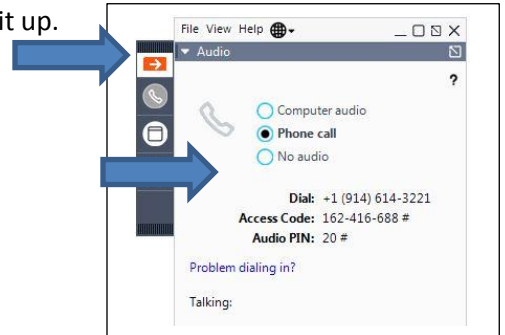 it up.
File View Help
Audio
?
Computer audio
Phone call
No audio
Dial: +1 (914) 614-3221
Access Code: 162-416-688 #
Audio PIN: 20 #
Problem dialing in?
Talking: